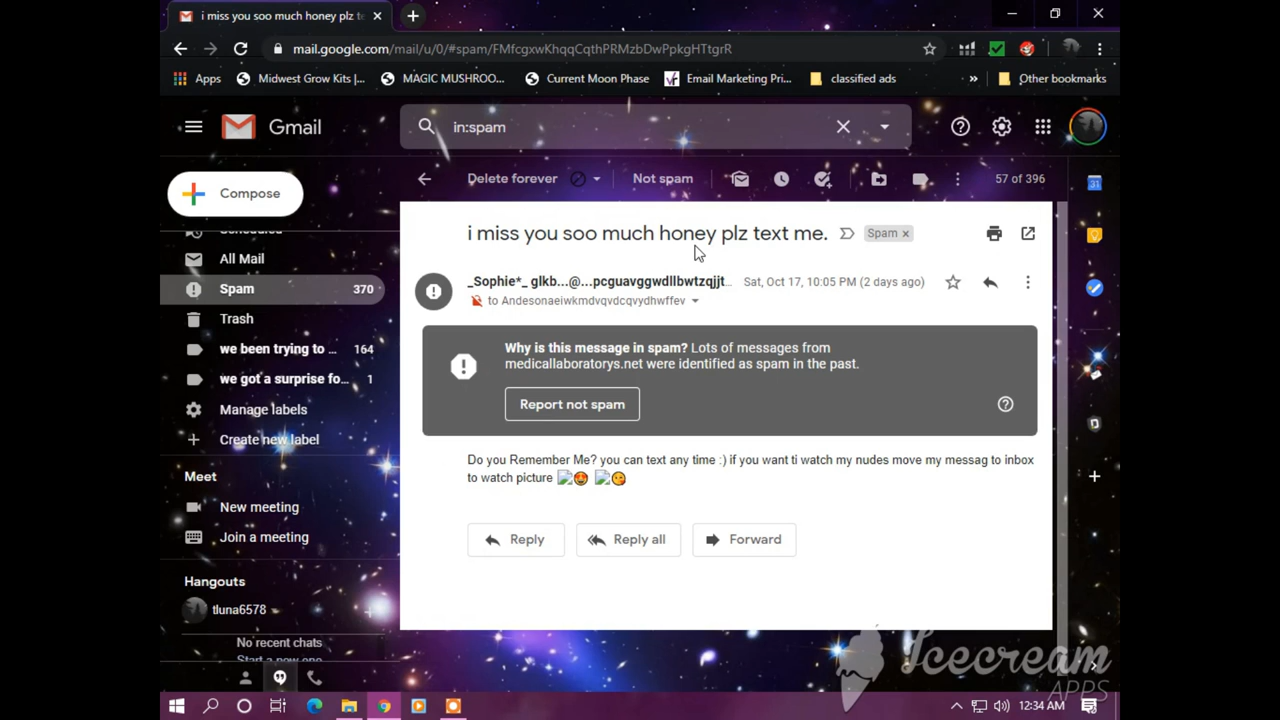 i miss you soo much honey plz te
mail.google.com/mail/u/0/#spam/FMfcgxwKhqqCqthPRMzbDwPpkgHTtgrR
Apps Midwest Grow Kits |... MAGIC MUSHROO... Current Moon Phase Email Marketing Pri... classified ads » Other bookmarks
Gmail
in:spam
Compose
Delete forever
Not spam
57 of 396
Scheduled
All Mail
Spam 370
Trash
we been trying to ... 164
we got a surprise fo... 1
Manage labels
Create new label
Meet
New meeting
Join a meeting
Hangouts
tluna6578
No recent chats
Start a new one
i miss you soo much honey plz text me.
Spam x
_Sophie*_ glkb...@...pcguavggwdllbwtzqjjt...
Sat, Oct 17, 10:05 PM (2 days ago)
to Andesonaeiwkmdvqvdcqvydhwffev
Why is this message in spam? Lots of messages from
medicallaboratorys.net were identified as spam in the past.
Report not spam
Do you Remember Me? you can text any time :) if you want ti watch my nudes move my messag to inbox
to watch picture
Reply
Reply all
Forward
Icecream
APPS
12:34 AM